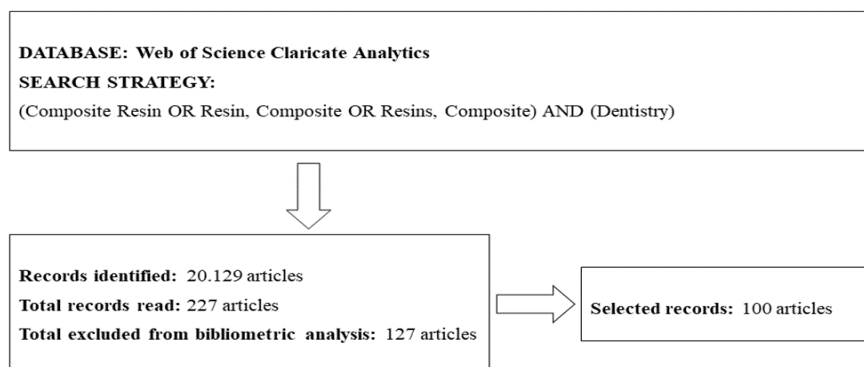 DATABASE: Web of Science Claricate Analytics
SEARCH STRATEGY:
(Composite Resin OR Resin, Composite OR Resins, Composite) AND (Dentistry)
Records identified: 20.129 articles
Total records read: 227 articles
Total excluded from bibliometric analysis: 127 articles
Selected records: 100 articles